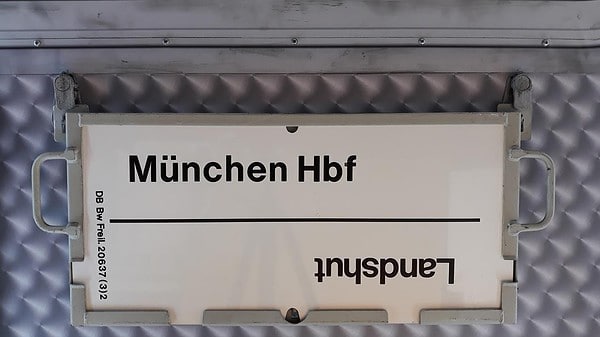 München Hbf
Landshut
DB Bw Freil. 20637 (3) 2